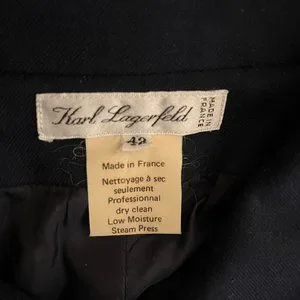 Karl Lagerfeld
MADE IN
FRANCE
42
Made in France
Nettoyage à sec
seulement
Professionnal
dry clean
Low Moisture
Steam Press